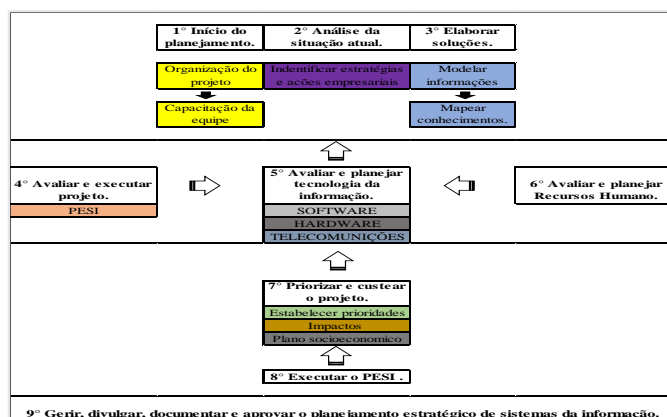 1° Início do
planejamento.
2° Análise da
situação atual.
3° Elaborar
soluções.
Organização do
projeto
Indentificar estratégias
e acões empresariais
Modelar
informações
Capacitação da
equipe
Mapear
conhecimentos.
4° Avaliar e executar
projeto.
PESI
5° Avaliar e planejar
tecnologia da
informação.
SOFTWARE
HARDWARE
TELECOMUNIÇÕES
6° Avaliar e planejar
Recursos Humano.
7° Priorizar e custear
o projeto.
Estabelecer prioridades
Impactos
Plano socioeconomico
8° Executar o PESI .
9° Gerir, divulgar, documentar e aprovar o planejamento estratégico de sistemas da informação.